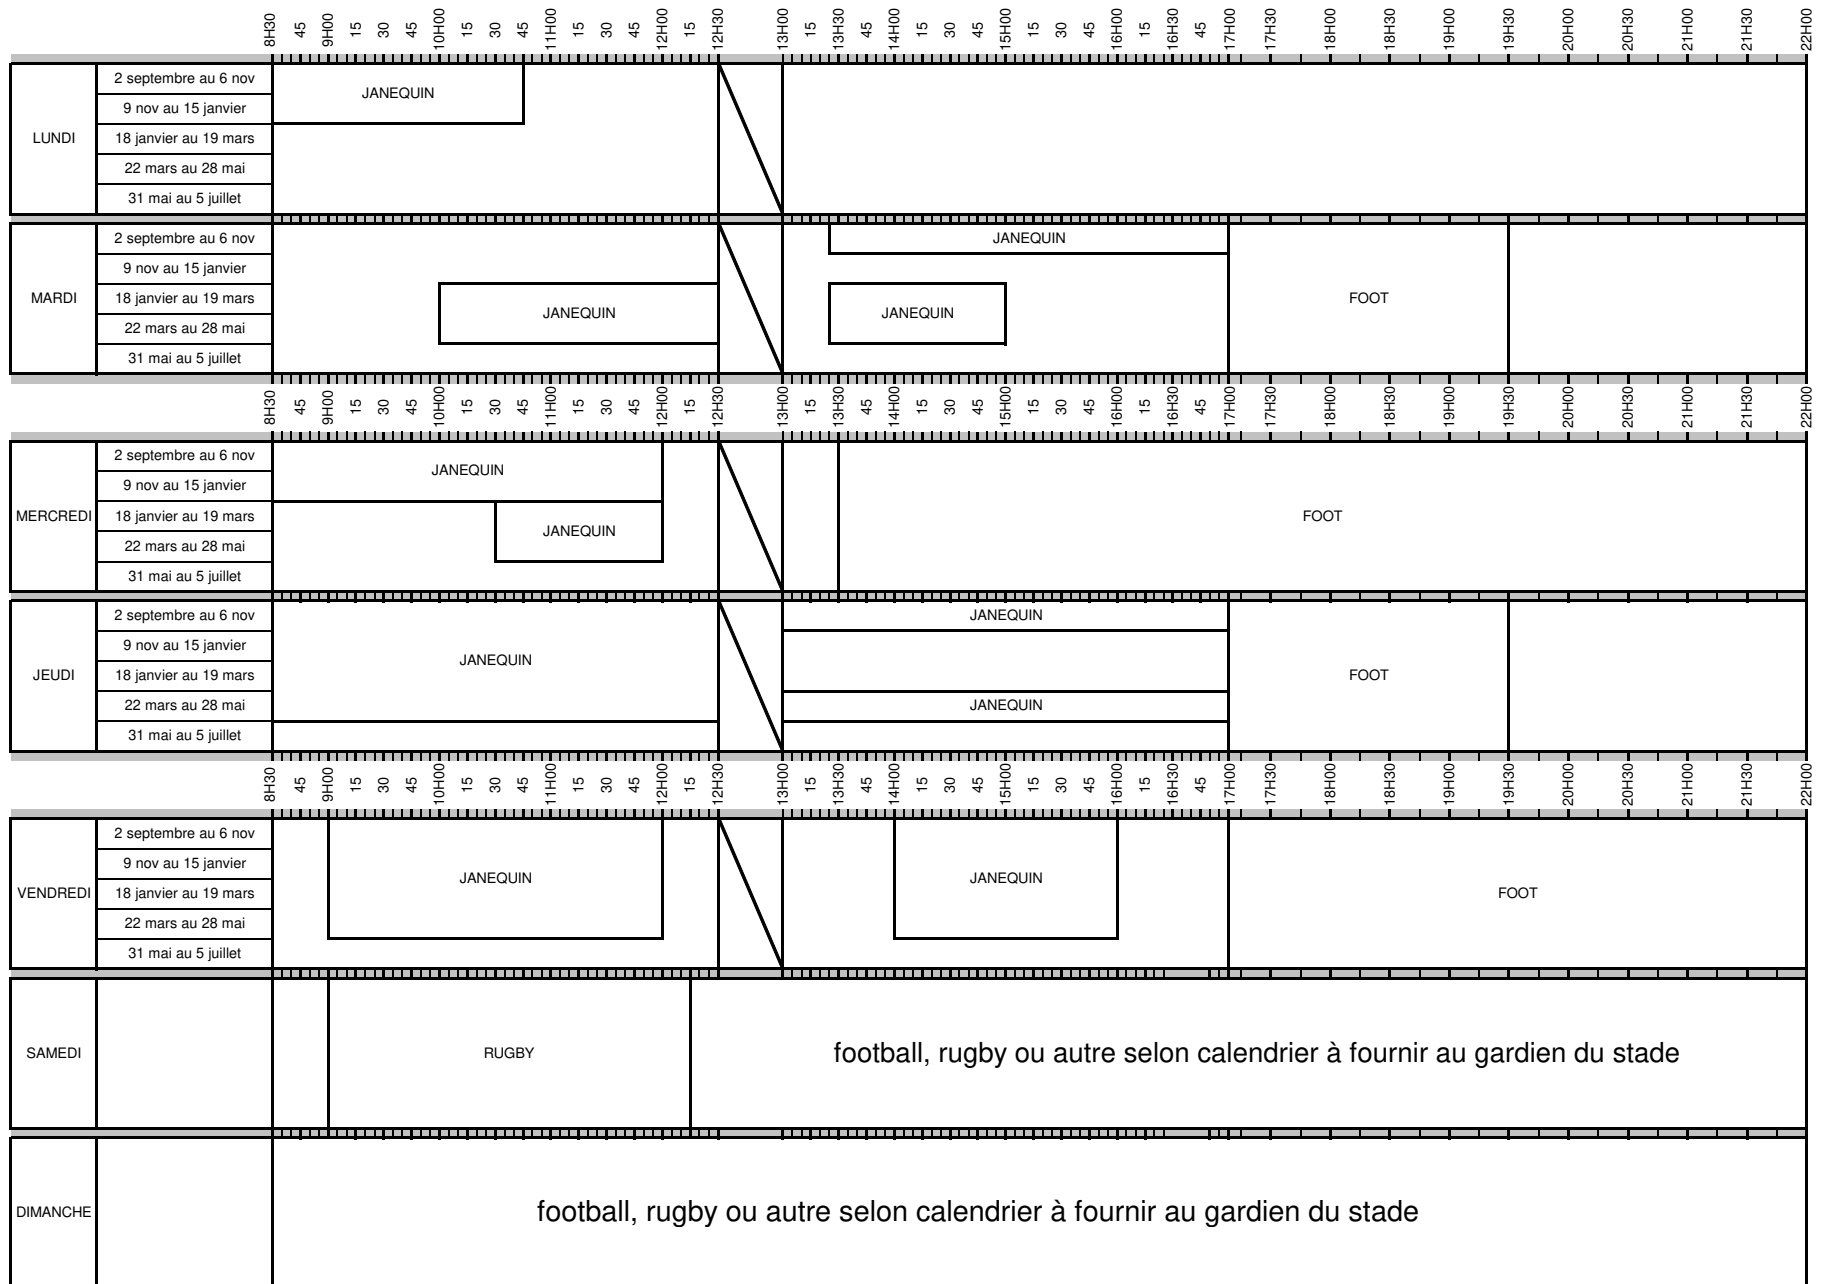 8H30 45 9H00 15 30 45 10H00 15 30 45 11H00 15 30 45 12H00 15 12H30 13H00 15 13H30 45 14H00 15 30 45 15H00 15 30 45 16H00 15 16H30 45 17H00 17H30 18H00 18H30 19H00 19H30 20H00 20H30 21H00 21H30 22H00
LUNDI
2 septembre au 6 nov
9 nov au 15 janvier
18 janvier au 19 mars
22 mars au 28 mai
31 mai au 5 juillet
JANEQUIN
MARDI
2 septembre au 6 nov
9 nov au 15 janvier
18 janvier au 19 mars
22 mars au 28 mai
31 mai au 5 juillet
JANEQUIN
JANEQUIN
JANEQUIN
FOOT
8H30 45 9H00 15 30 45 10H00 15 30 45 11H00 15 30 45 12H00 15 12H30 13H00 15 13H30 45 14H00 15 30 45 15H00 15 30 45 16H00 15 16H30 45 17H00 17H30 18H00 18H30 19H00 19H30 20H00 20H30 21H00 21H30 22H00
MERCREDI
2 septembre au 6 nov
9 nov au 15 janvier
18 janvier au 19 mars
22 mars au 28 mai
31 mai au 5 juillet
JANEQUIN
JANEQUIN
FOOT
JEUDI
2 septembre au 6 nov
9 nov au 15 janvier
18 janvier au 19 mars
22 mars au 28 mai
31 mai au 5 juillet
JANEQUIN
JANEQUIN
JANEQUIN
FOOT
8H30 45 9H00 15 30 45 10H00 15 30 45 11H00 15 30 45 12H00 15 12H30 13H00 15 13H30 45 14H00 15 30 45 15H00 15 30 45 16H00 15 16H30 45 17H00 17H30 18H00 18H30 19H00 19H30 20H00 20H30 21H00 21H30 22H00
VENDREDI
2 septembre au 6 nov
9 nov au 15 janvier
18 janvier au 19 mars
22 mars au 28 mai
31 mai au 5 juillet
JANEQUIN
JANEQUIN
FOOT
SAMEDI
RUGBY
football, rugby ou autre selon calendrier à fournir au gardien du stade
DIMANCHE
football, rugby ou autre selon calendrier à fournir au gardien du stade